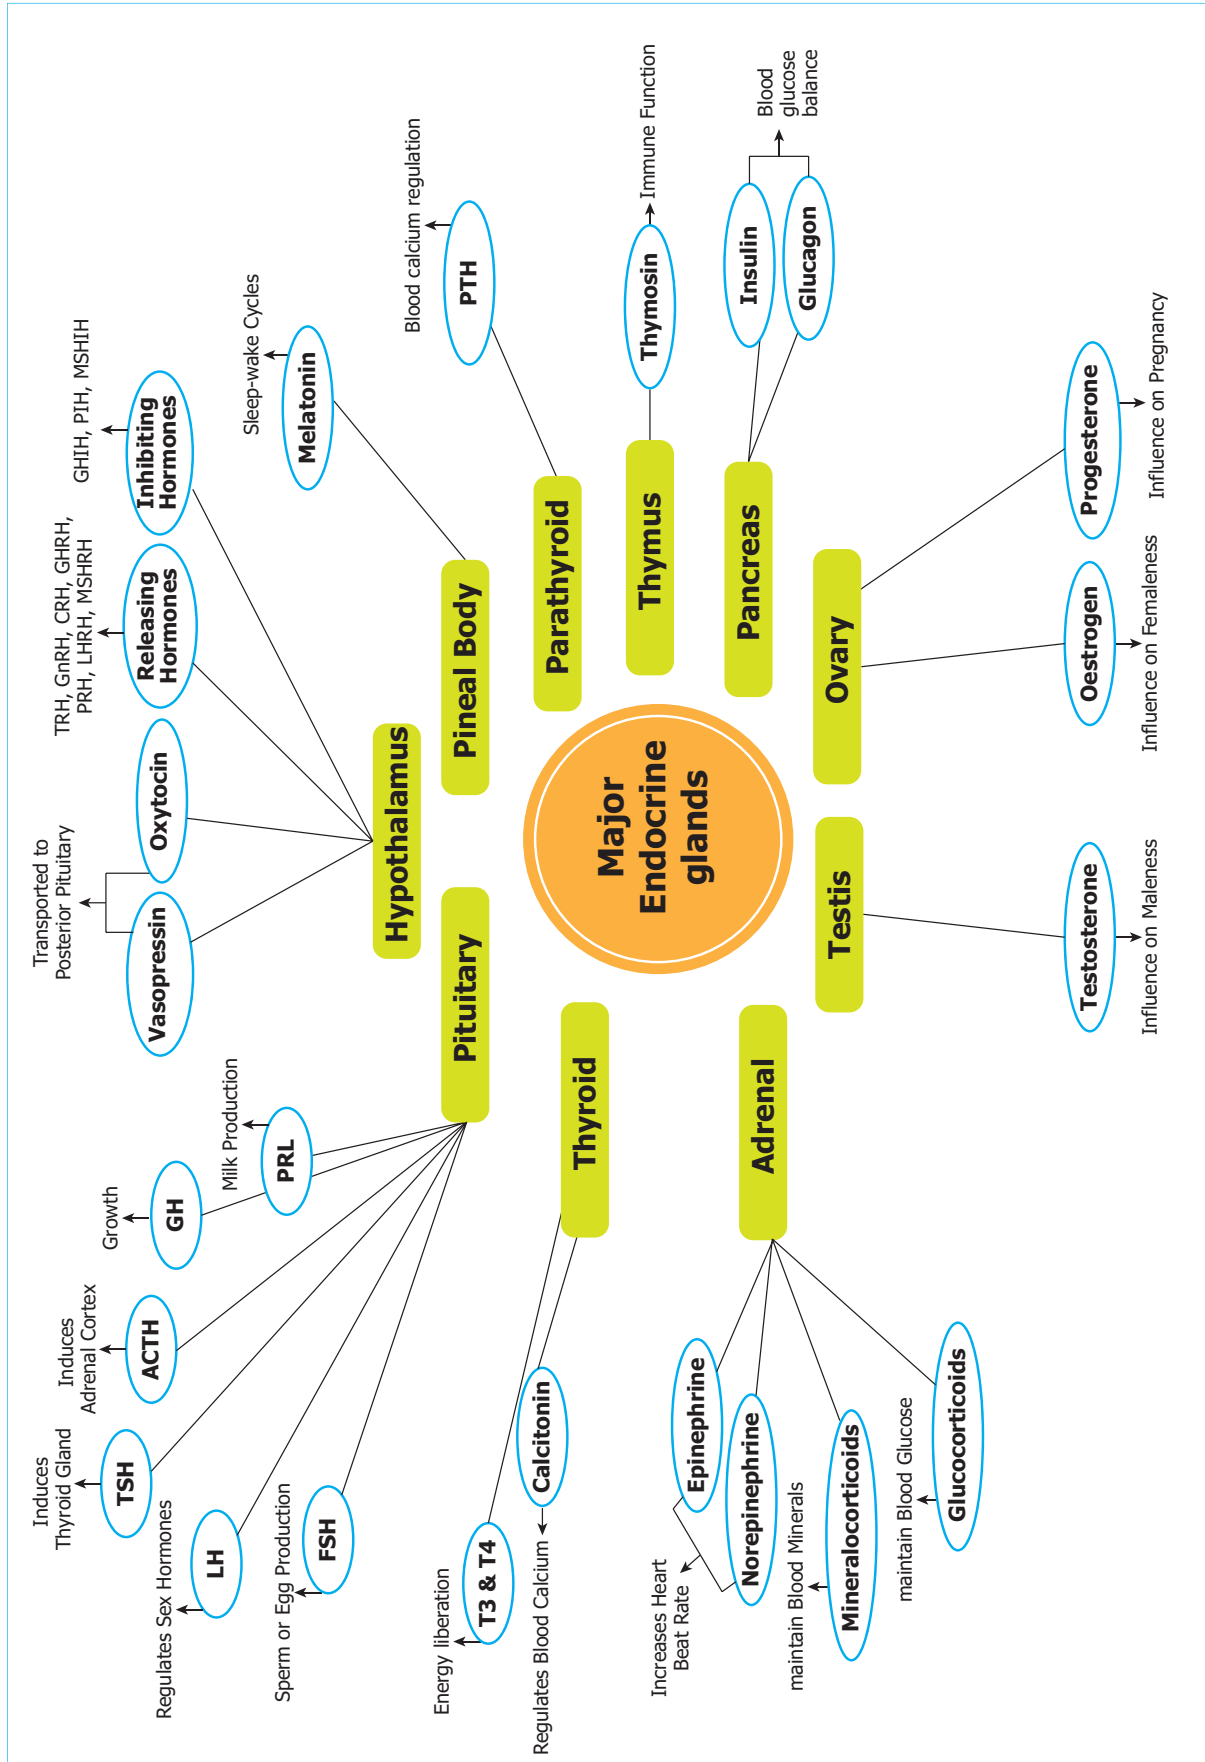 Major
Endocrine
glands
Hypothalamus
Vasopressin
Oxytocin
Transported to
Posterior Pituitary
Releasing
Hormones
TRH, GnRH, CRH, GHRH,
PRH, LHRH, MSHRH
Inhibiting
Hormones
GHIH, PIH, MSHIH
Pineal Body
Melatonin
Sleep-wake Cycles
Parathyroid
PTH
Blood calcium regulation
Thymus
Thymosin
Immune Function
Pancreas
Insulin
Glucagon
Blood
glucose
balance
Ovary
Progesterone
Influence on Pregnancy
Oestrogen
Influence on Femaleness
Testis
Testosterone
Influence on Maleness
Adrenal
Epinephrine
Norepinephrine
Increases Heart
Beat Rate
Mineralocorticoids
maintain Blood Minerals
Glucocorticoids
maintain Blood Glucose
Thyroid
T3 & T4
Energy liberation
Calcitonin
Regulates Blood Calcium
Pituitary
FSH
Sperm or Egg Production
LH
Regulates Sex Hormones
TSH
Induces
Thyroid Gland
ACTH
Induces
Adrenal Cortex
GH
Growth
PRL
Milk Production